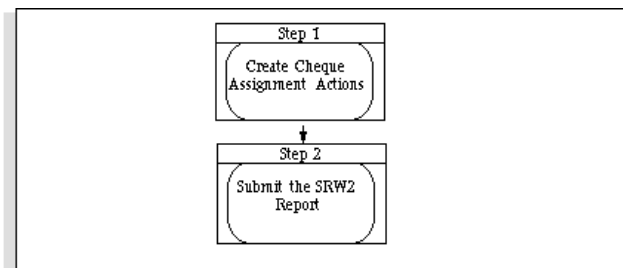 Step 1
Create Cheque
Assignment Actions
Step 2
Submit the SRW2
Report